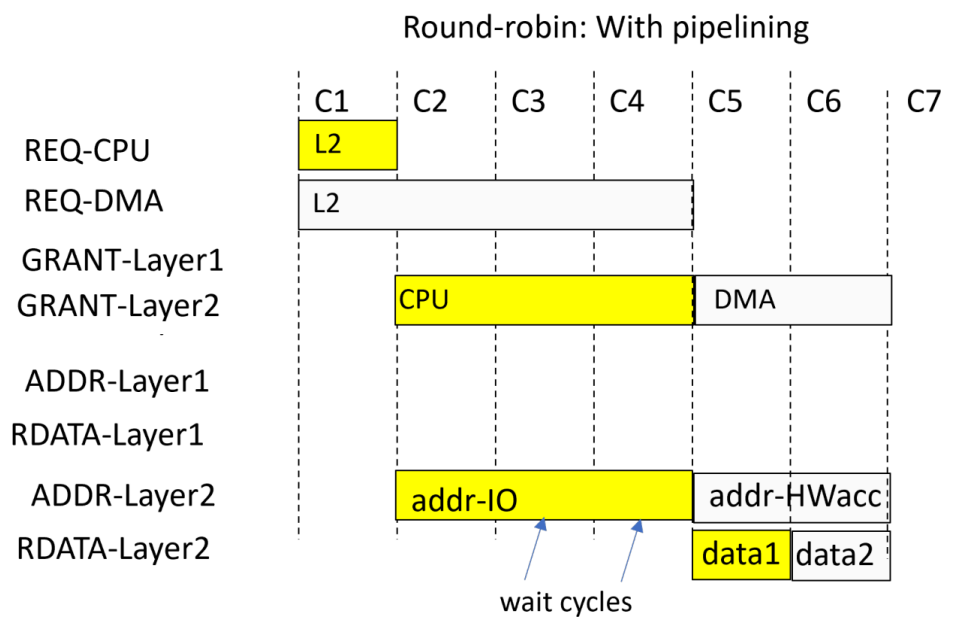 Round-robin: With pipelining
C1 C2 C3 C4 C5 C6 C7
REQ-CPU L2
REQ-DMA L2
GRANT-Layer1
GRANT-Layer2 CPU DMA
ADDR-Layer1
RDATA-Layer1
ADDR-Layer2 addr-IO addr-HWacc
RDATA-Layer2 data1 data2
wait cycles